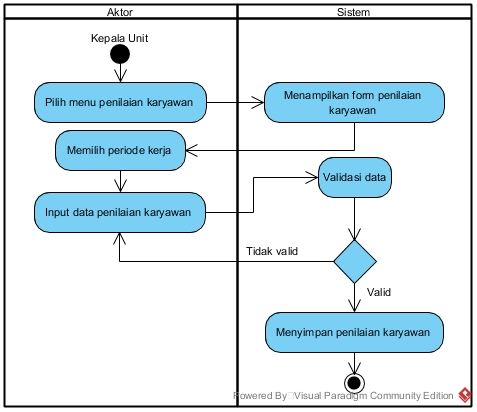 Aktor
Sistem
Kepala Unit
Pilih menu penilaian karyawan
Menampilkan form penilaian
karyawan
Memilih periode kerja
Validasi data
Input data penilaian karyawan
Tidak valid
Valid
Menyimpan penilaian karyawan
Powered By Visual Paradigm Community Edition